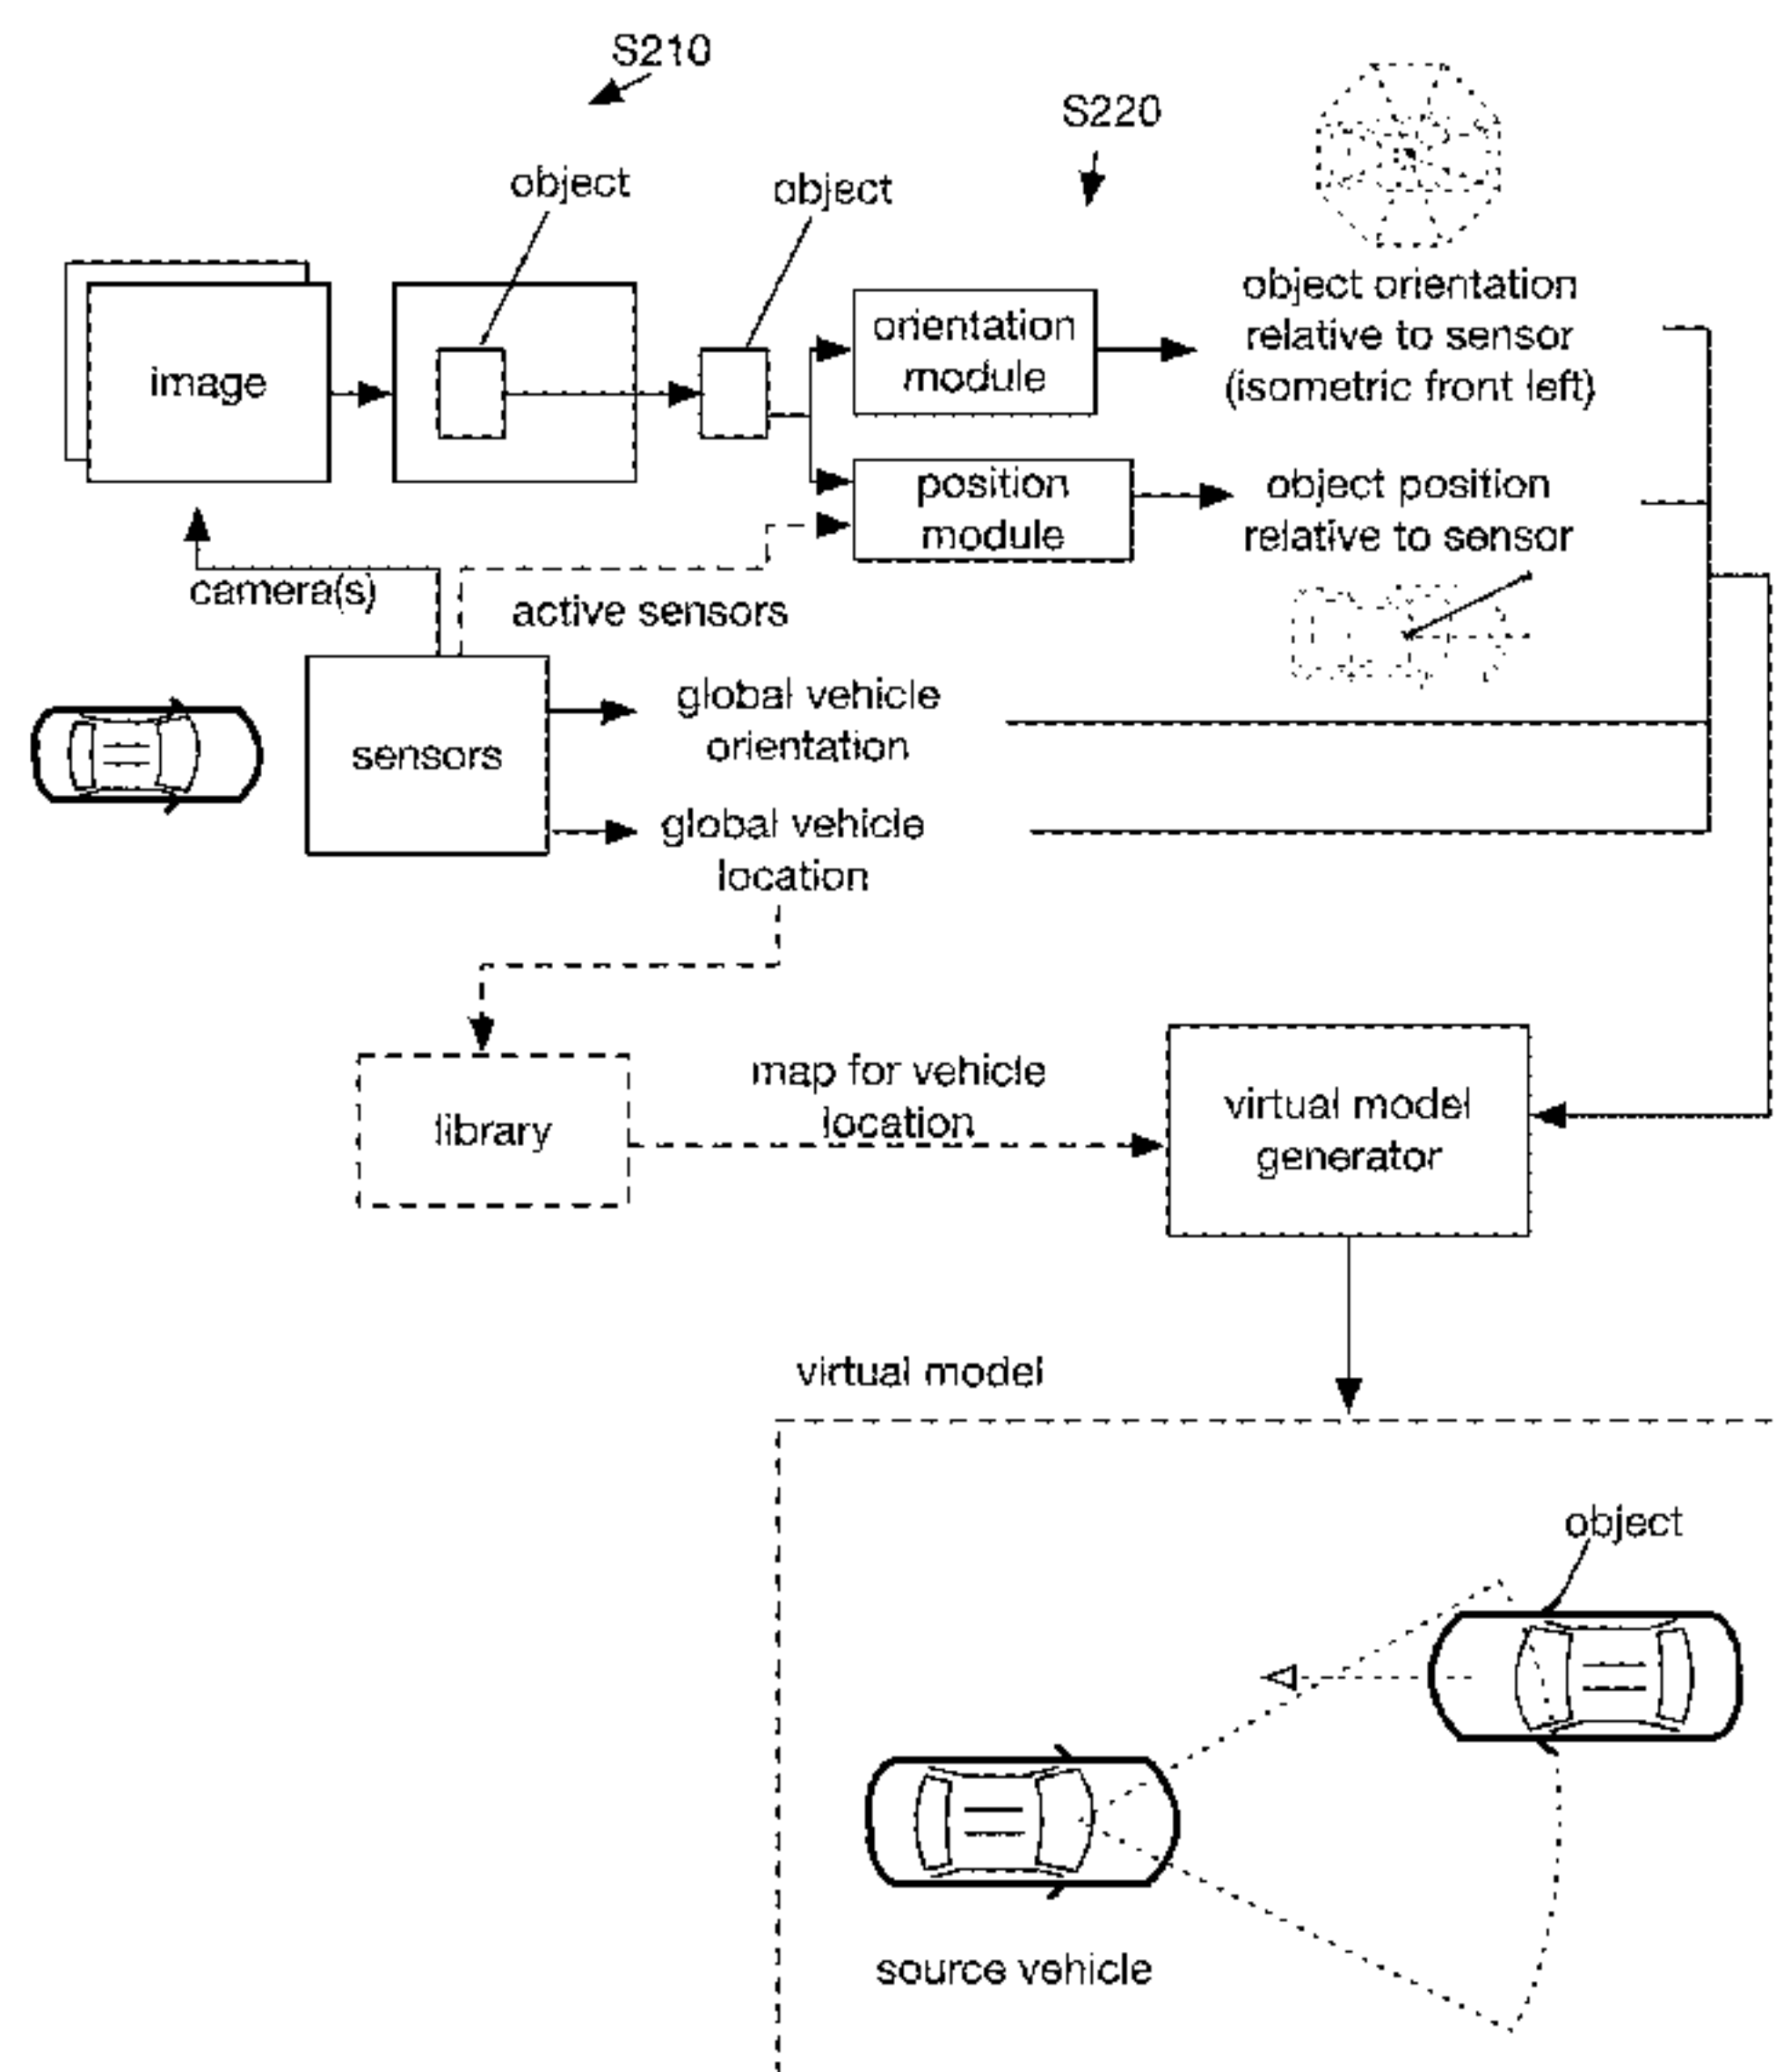 S210
S220
object
object
image
orientation
module
object orientation
relative to sensor
(isometric front left)
position
module
object position
relative to sensor
camera(s)
active sensors
sensors
global vehicle
orientation
global vehicle
location
library
map for vehicle
location
virtual model
generator
virtual model
object
source vehicle